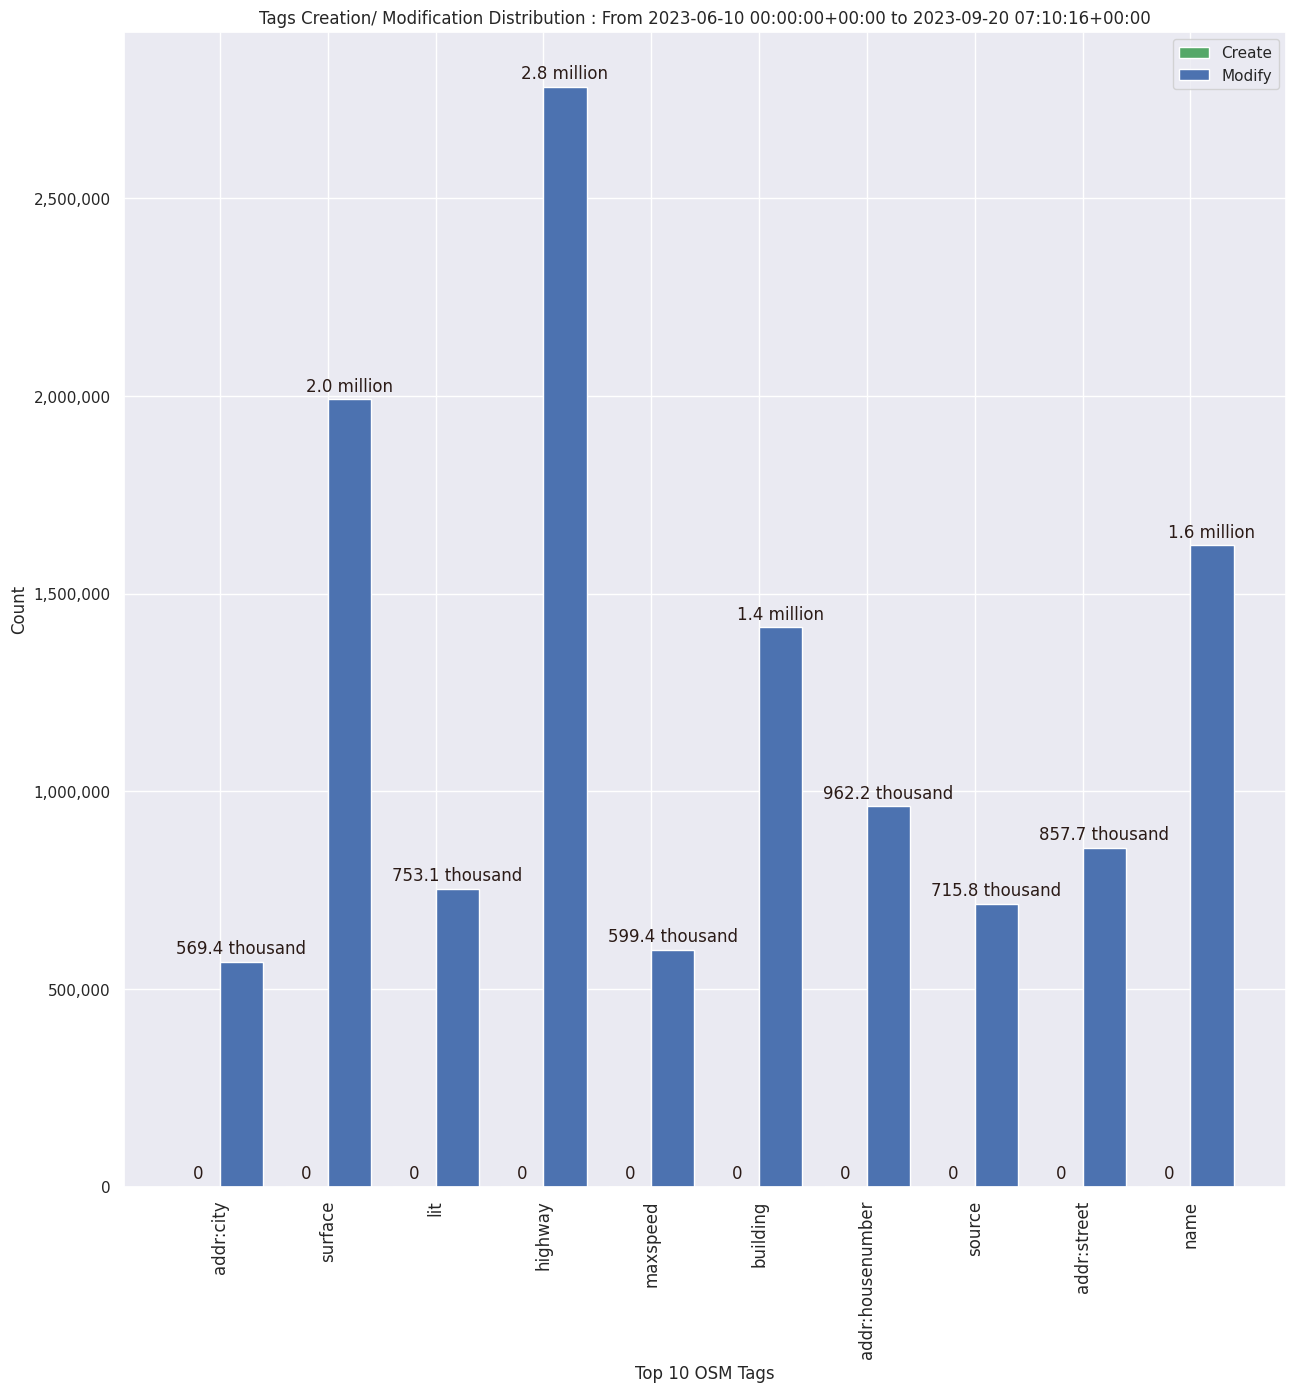 Tags Creation/ Modification Distribution : From 2023-06-10 00:00:00+00:00 to 2023-09-20 07:10:16+00:00
Create
Modify
Count
2,500,000
2,000,000
1,500,000
1,000,000
500,000
0
569.4 thousand
2.0 million
753.1 thousand
2.8 million
599.4 thousand
1.4 million
962.2 thousand
715.8 thousand
857.7 thousand
1.6 million
0 0 0 0 0 0 0 0 0 0
addr:city
surface
lit
highway
maxspeed
building
addr:housenumber
source
addr:street
name
Top 10 OSM Tags